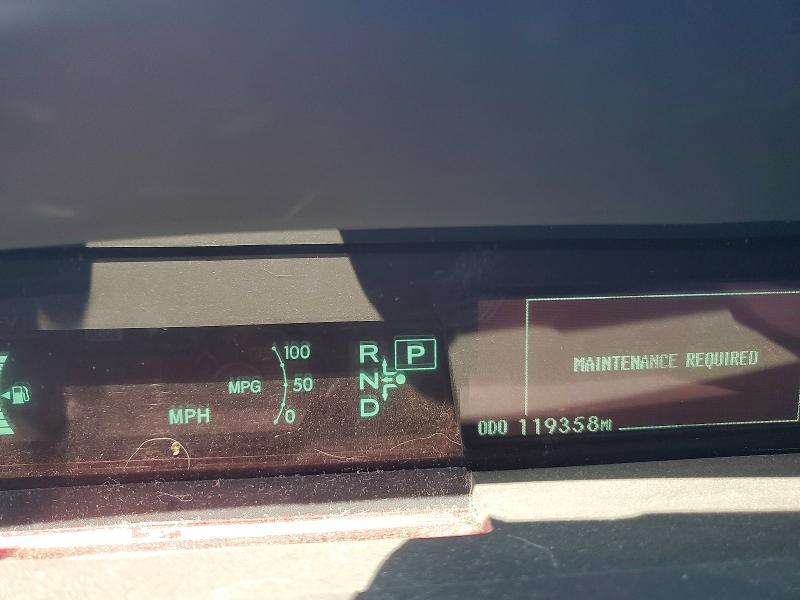 100
MPG 50
MPH 0
R P
N
D
MAINTENANCE REQUIRED
ODO 119358MI